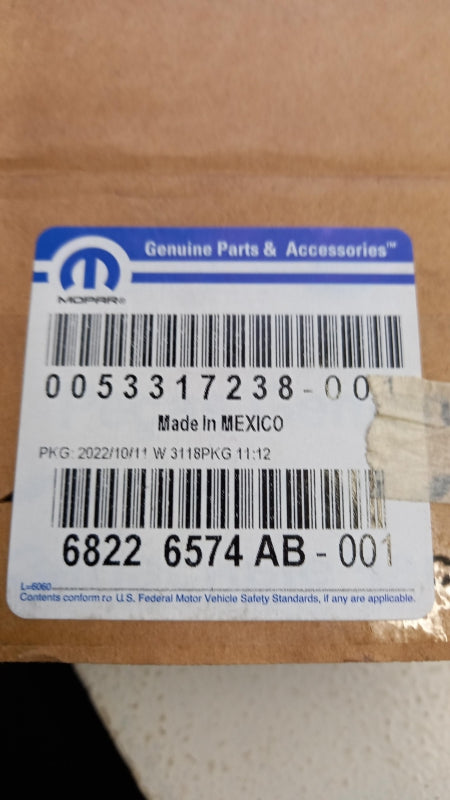 Genuine Parts & Accessories™
MOPAR®
0053317238-001
Made In MEXICO
PKG: 2022/10/11 W 3118PKG 11:12
6822 6574 AB - 001
L=6060
Contents conform to U.S. Federal Motor Vehicle Safety Standards, if any are applicable.